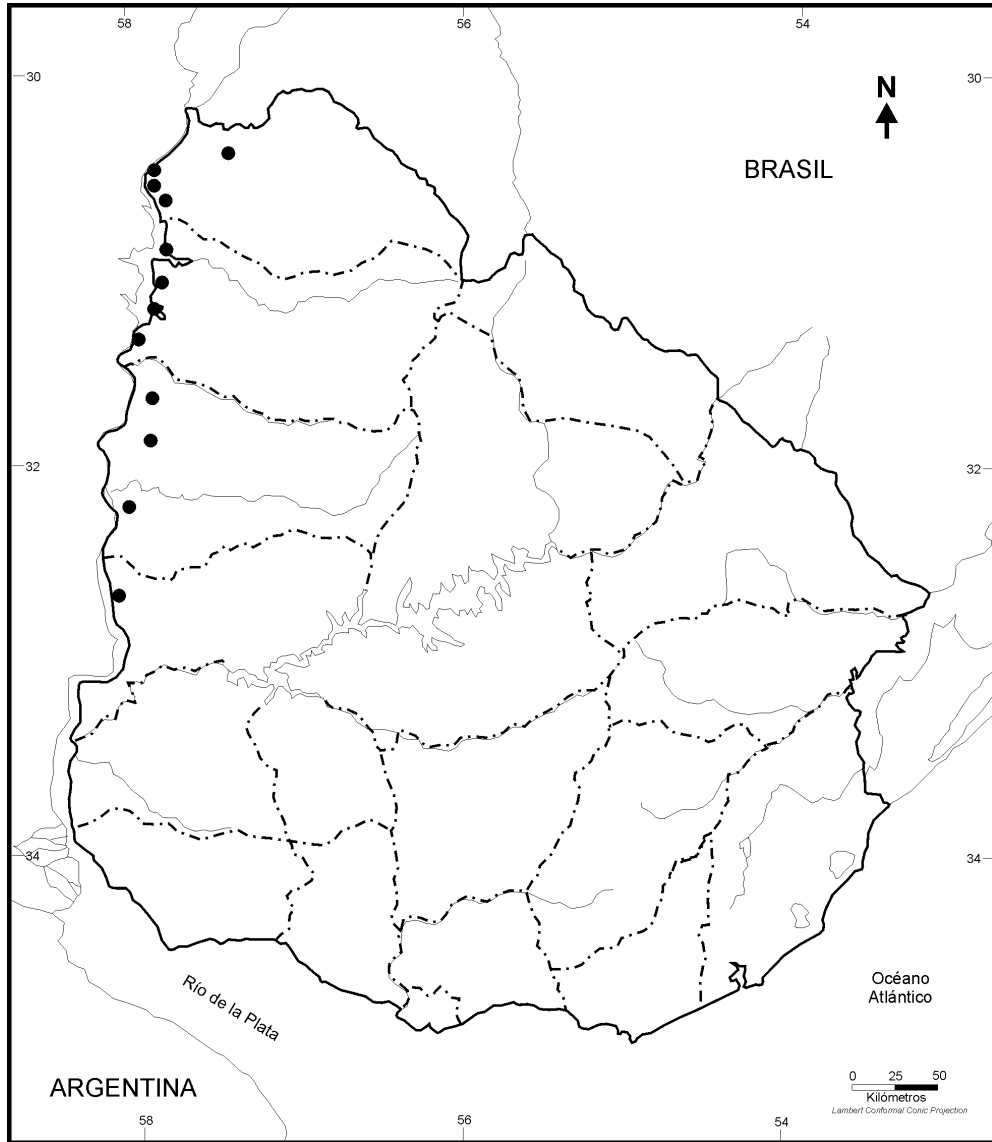 58
56
54
30
30
N
BRASIL
32
32
34
34
Río de la Plata
Océano
Atlántico
ARGENTINA
0 25 50
Kilómetros
Lambert Conformal Conic Projection
58
56
54